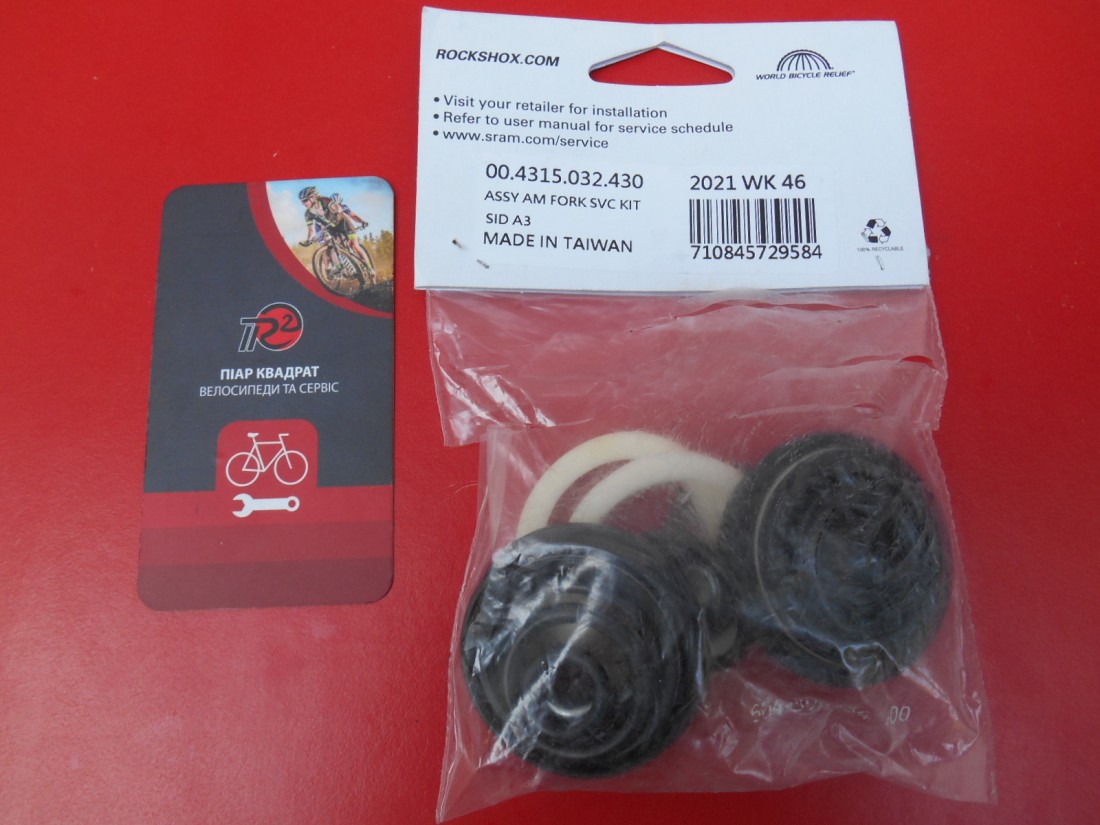 ROCKSHOX.COM
WORLD BICYCLE RELIEF
• Visit your retailer for installation
• Refer to user manual for service schedule
• www.sram.com/service
00.4315.032.430
ASSY AM FORK SVC KIT
SID A3
MADE IN TAIWAN
2021 WK 46
710845729584
100% RECYCLABLE
R2
ПІАР КВАДРАТ
ВЕЛОСИПЕДИ ТА СЕРВІС